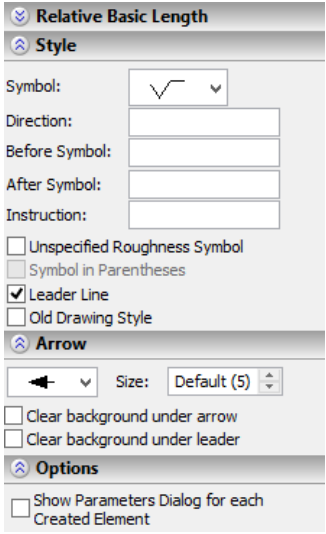 Relative Basic Length
Style
Symbol:
Direction:
Before Symbol:
After Symbol:
Instruction:
Unspecified Roughness Symbol
Symbol in Parentheses
Leader Line
Old Drawing Style
Arrow
Size: Default (5)
Clear background under arrow
Clear background under leader
Options
Show Parameters Dialog for each
Created Element